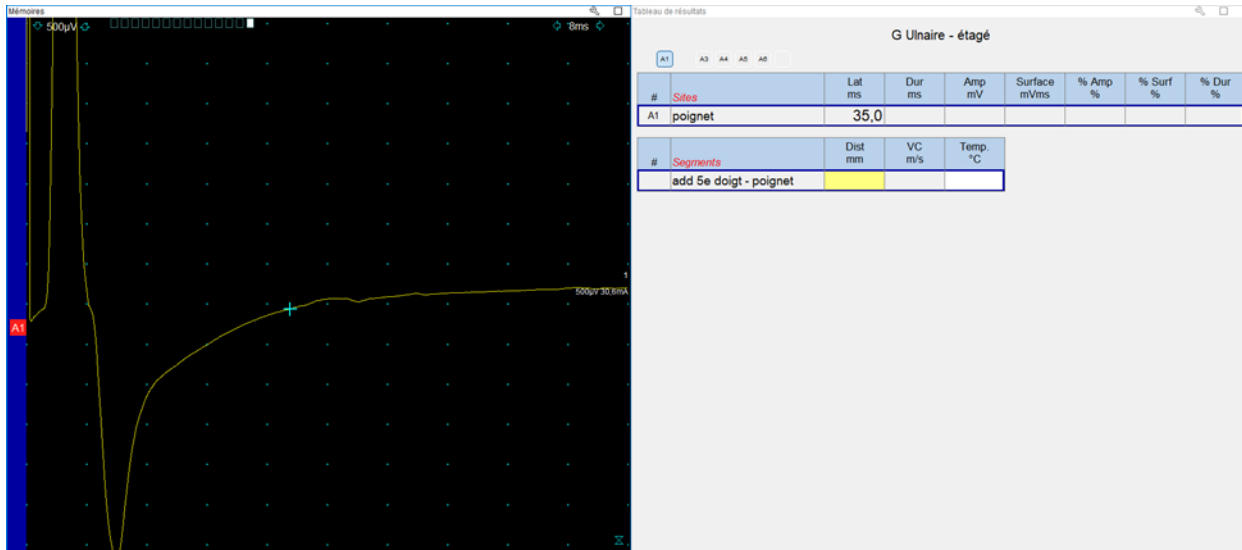 Mémoires
500µV 8ms
A1
1
500µV 30,6mA
Tableau de résultats
G Ulnaire - étagé
A1 A3 A4 A5 A6
# Sites Lat ms Dur ms Amp mV Surface mVms % Amp % % Surf % % Dur %
A1 poignet 35,0
# Segments Dist mm VC m/s Temp. °C
add 5e doigt - poignet